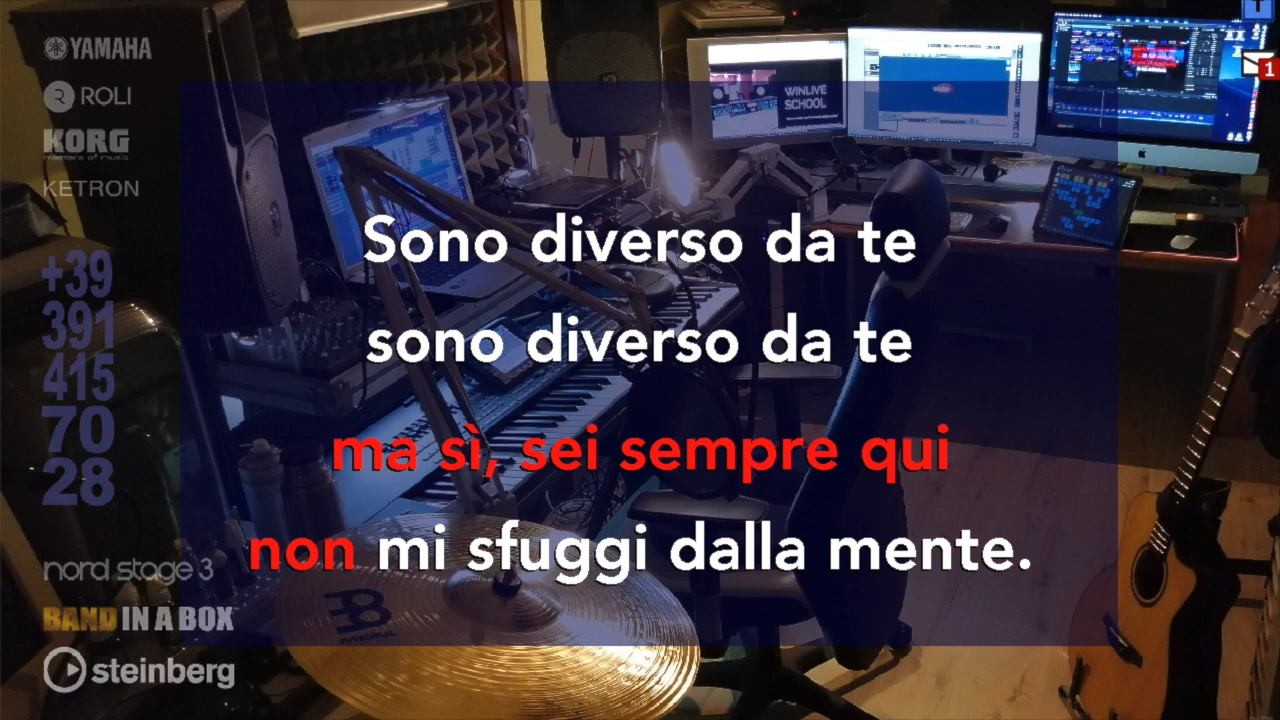 YAMAHA
ROLI
KORG
masters of music
KETRON
+39
391
415
70
28
nord stage 3
BAND IN A BOX
steinberg
WINLIVE
SCHOOL
1
Sono diverso da te
sono diverso da te
ma sì, sei sempre qui
non mi sfuggi dalla mente.
MEINL